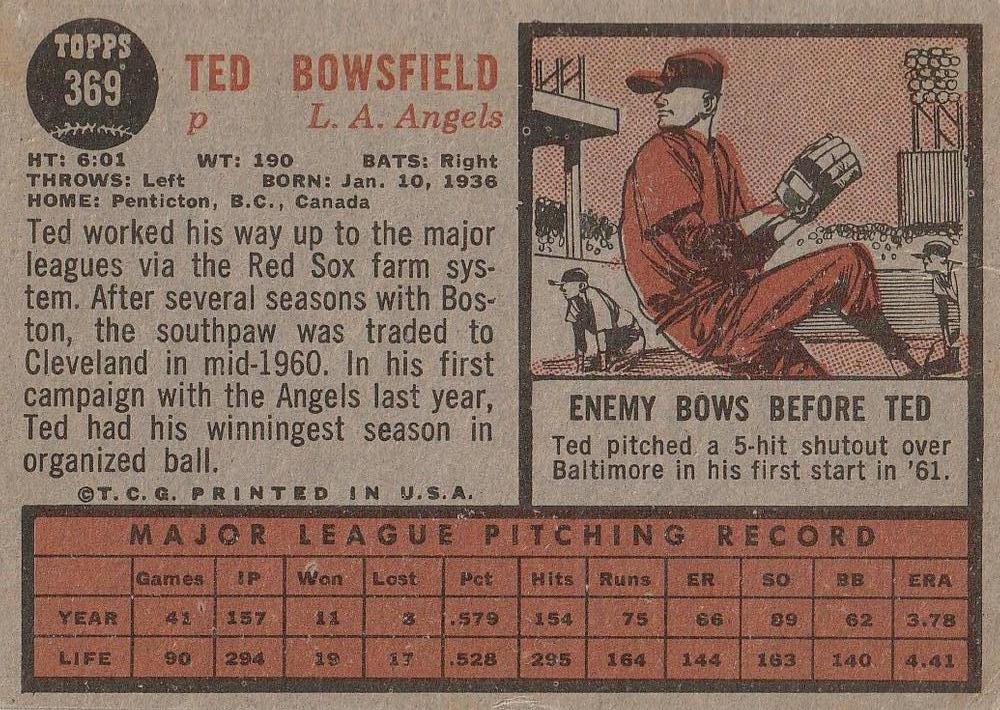 TOPPS
369
TED BOWSFIELD
p L. A. Angels
HT: 6:01 WT: 190 BATS: Right
THROWS: Left BORN: Jan. 10, 1936
HOME: Penticton, B.C., Canada
Ted worked his way up to the major
leagues via the Red Sox farm sys-
tem. After several seasons with Bos-
ton, the southpaw was traded to
Cleveland in mid-1960. In his first
campaign with the Angels last year,
Ted had his winningest season in
organized ball.
©T.C.G. PRINTED IN U.S.A.
ENEMY BOWS BEFORE TED
Ted pitched a 5-hit shutout over
Baltimore in his first start in '61.
MAJOR LEAGUE PITCHING RECORD
Games IP Won Lost Pct Hits Runs ER SO BB ERA
YEAR 41 157 11 8 .579 154 75 66 89 62 3.78
LIFE 90 294 19 17 .528 295 164 144 163 140 4.41